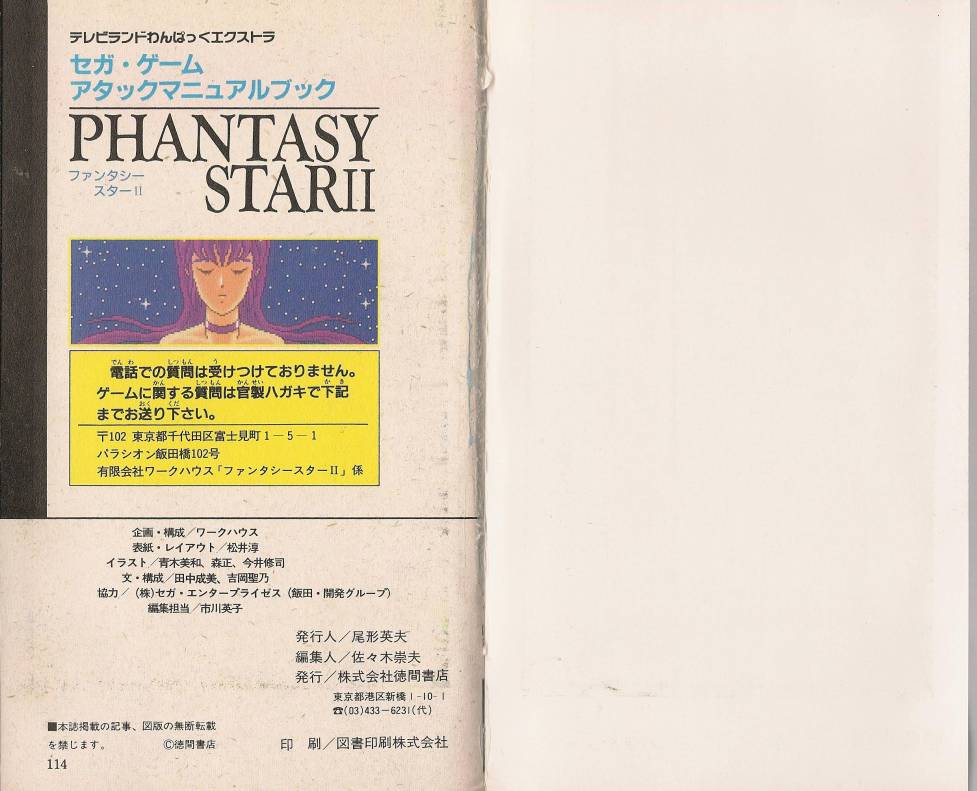 テレビランドわんぱっくエクストラ
セガ・ゲーム
アタックマニュアルブック
PHANTASY
ファンタシー
スターII
STARII
電話での質問は受けつけておりません。
ゲームに関する質問は官製ハガキで下記
までお送り下さい。
〒102 東京都千代田区富士見町1−5−1
パラシオン飯田橋102号
有限会社ワークハウス「ファンタシースターII」係
企画・構成／ワークハウス
表紙・レイアウト／松井淳
イラスト／青木美和、森正、今井修司
文・構成／田中成美、吉岡聖乃
協力／（株）セガ・エンタープライゼス（飯田・開発グループ）
編集担当／市川英子
発行人／尾形英夫
編集人／佐々木崇夫
発行／株式会社徳間書店
東京都港区新橋1-10-1
☎(03)433−6231(代)
■本誌掲載の記事、図版の無断転載
を禁じます。 ©徳間書店
印 刷／図書印刷株式会社
114